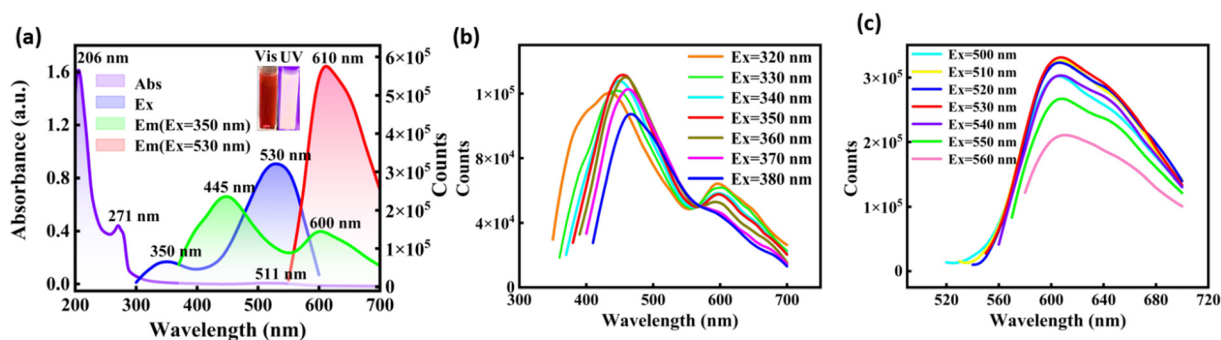 (a)
206 nm
Vis UV
610 nm
Abs
Ex
Em(Ex=350 nm)
Em(Ex=530 nm)
530 nm
445 nm
271 nm
350 nm
600 nm
511 nm
Absorbance (a.u.)
1.6
1.2
0.8
0.4
0.0
6×10⁵
5×10⁵
4×10⁵
3×10⁵
2×10⁵
1×10⁵
0
Counts
200 300 400 500 600 700
Wavelength (nm)
(b)
Ex=320 nm
Ex=330 nm
Ex=340 nm
Ex=350 nm
Ex=360 nm
Ex=370 nm
Ex=380 nm
Counts
1×10⁵
8×10⁴
4×10⁴
0
300 400 500 600 700
Wavelength (nm)
(c)
Ex=500 nm
Ex=510 nm
Ex=520 nm
Ex=530 nm
Ex=540 nm
Ex=550 nm
Ex=560 nm
Counts
3×10⁵
2×10⁵
1×10⁵
0
520 560 600 640 680 720
Wavelength (nm)